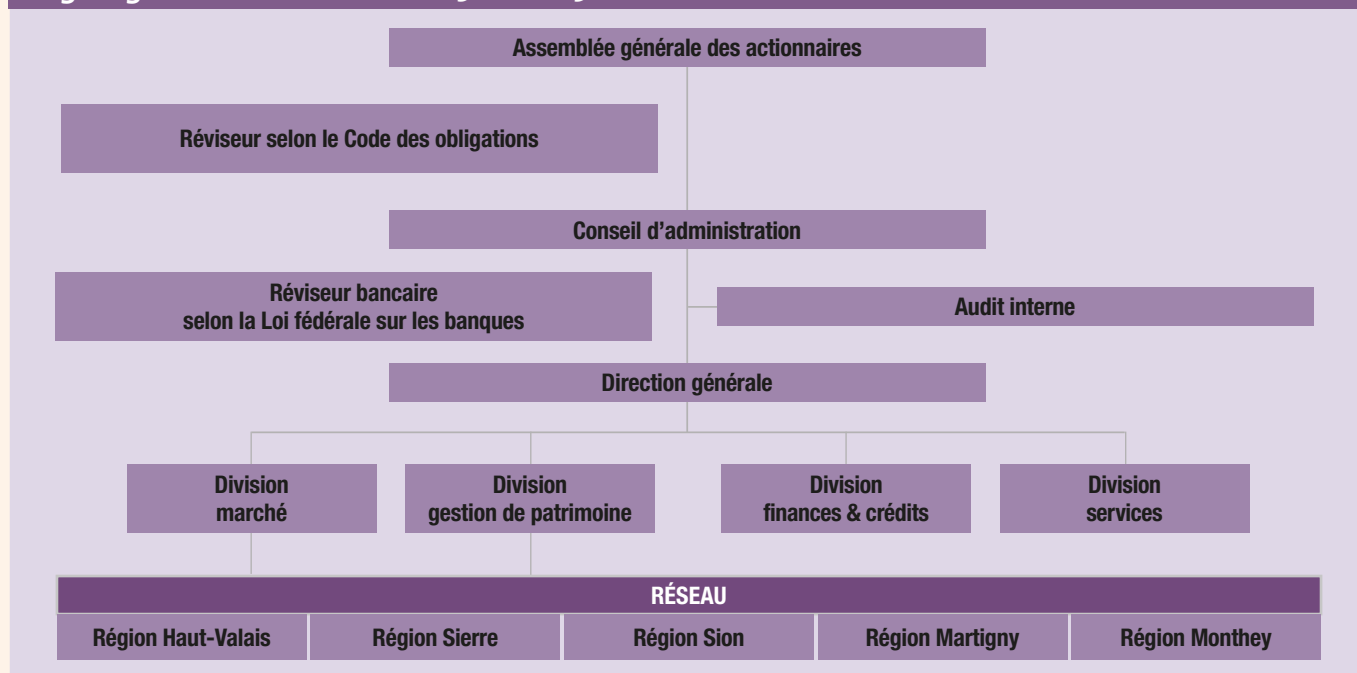 Assemblée générale des actionnaires
Réviseur selon le Code des obligations
Conseil d’administration
Réviseur bancaire
selon la Loi fédérale sur les banques
Audit interne
Direction générale
Division
marché
Division
gestion de patrimoine
Division
finances & crédits
Division
services
RÉSEAU
Région Haut-Valais
Région Sierre
Région Sion
Région Martigny
Région Monthey